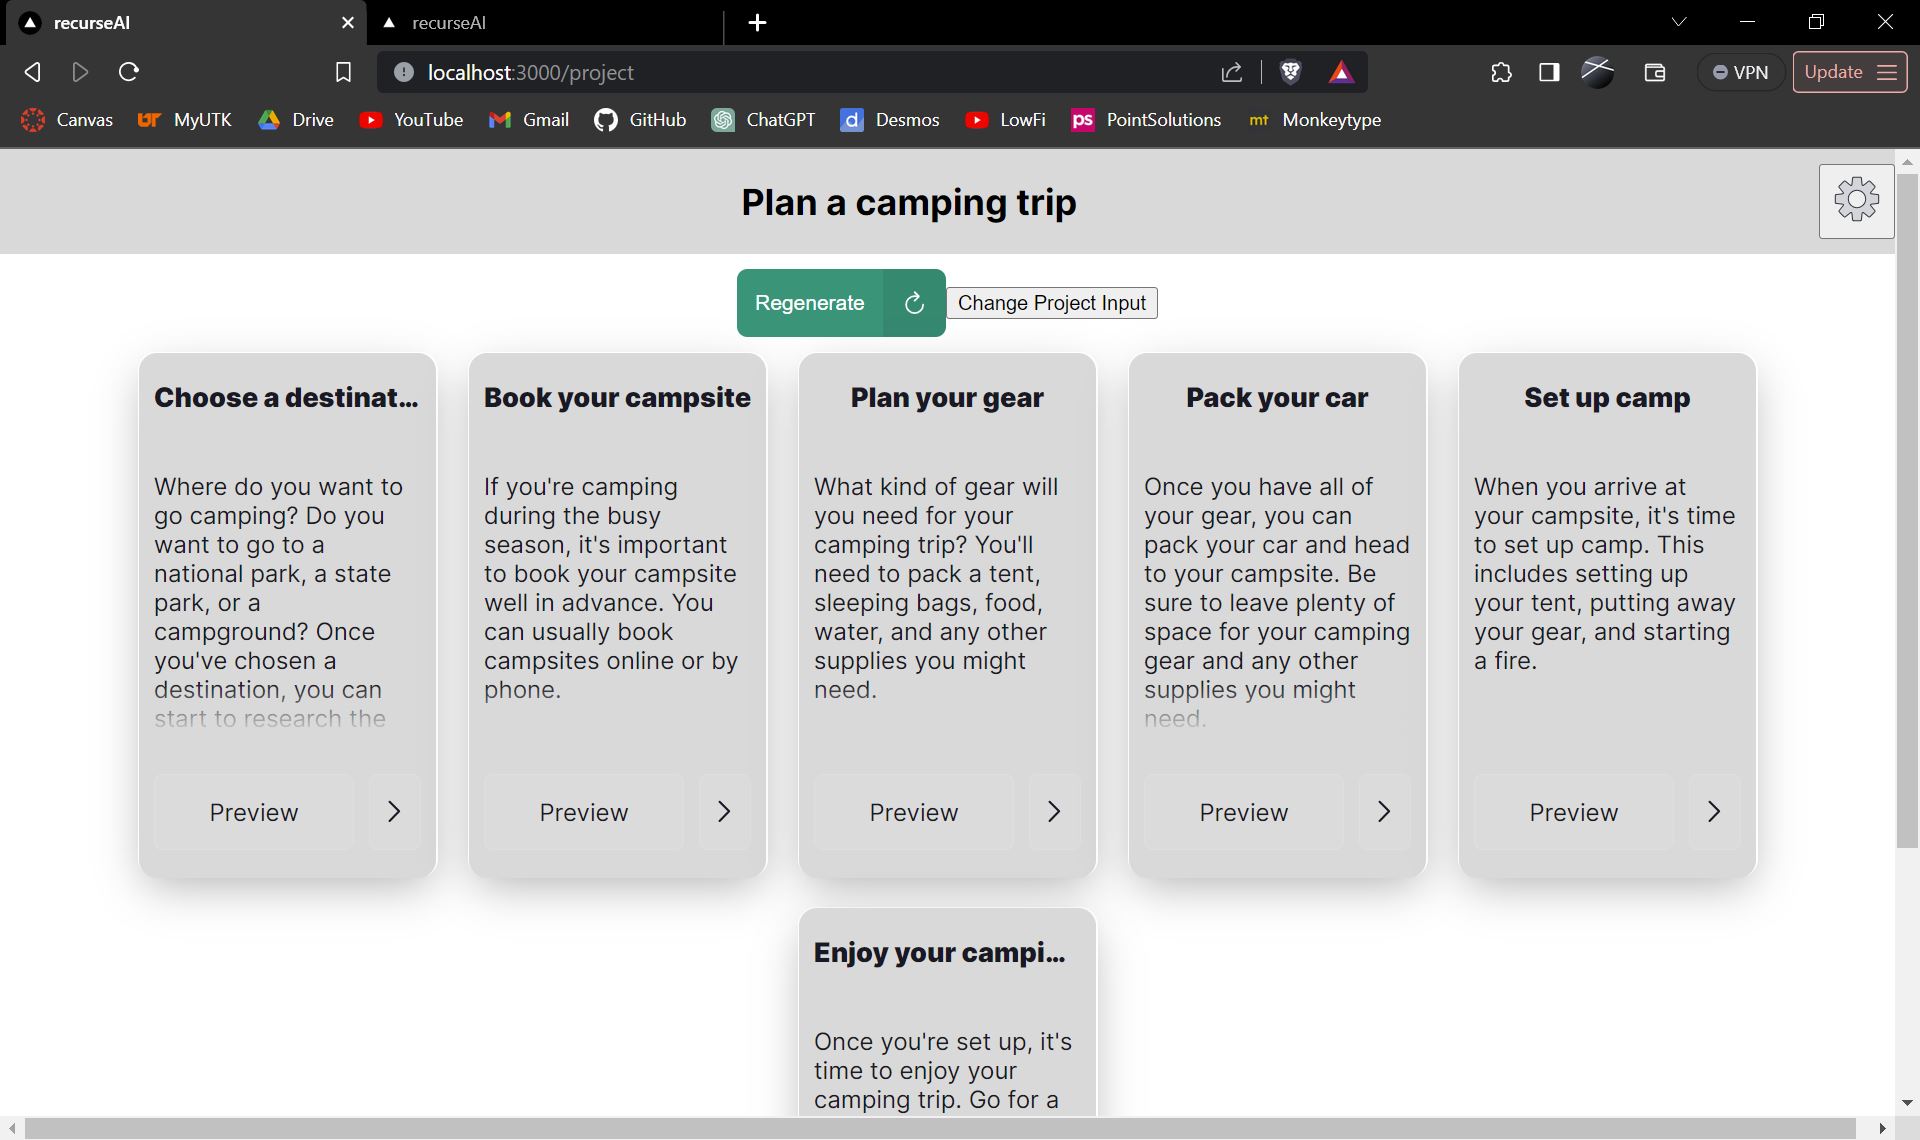 recurseAI
recurseAI
localhost:3000/project
VPN
Update
Canvas
MyUTK
Drive
YouTube
Gmail
GitHub
ChatGPT
d Desmos
LowFi
ps PointSolutions
mt Monkeytype
Plan a camping trip
Regenerate
Change Project Input
Choose a destinat...
Where do you want to
go camping? Do you
want to go to a
national park, a state
park, or a
campground? Once
you've chosen a
destination, you can
start to research the
Preview
Book your campsite
If you're camping
during the busy
season, it's important
to book your campsite
well in advance. You
can usually book
campsites online or by
phone.
Preview
Plan your gear
What kind of gear will
you need for your
camping trip? You'll
need to pack a tent,
sleeping bags, food,
water, and any other
supplies you might
need.
Preview
Pack your car
Once you have all of
your gear, you can
pack your car and head
to your campsite. Be
sure to leave plenty of
space for your camping
gear and any other
supplies you might
need.
Preview
Set up camp
When you arrive at
your campsite, it's time
to set up camp. This
includes setting up
your tent, putting away
your gear, and starting
a fire.
Preview
Enjoy your campi...
Once you're set up, it's
time to enjoy your
camping trip. Go for a